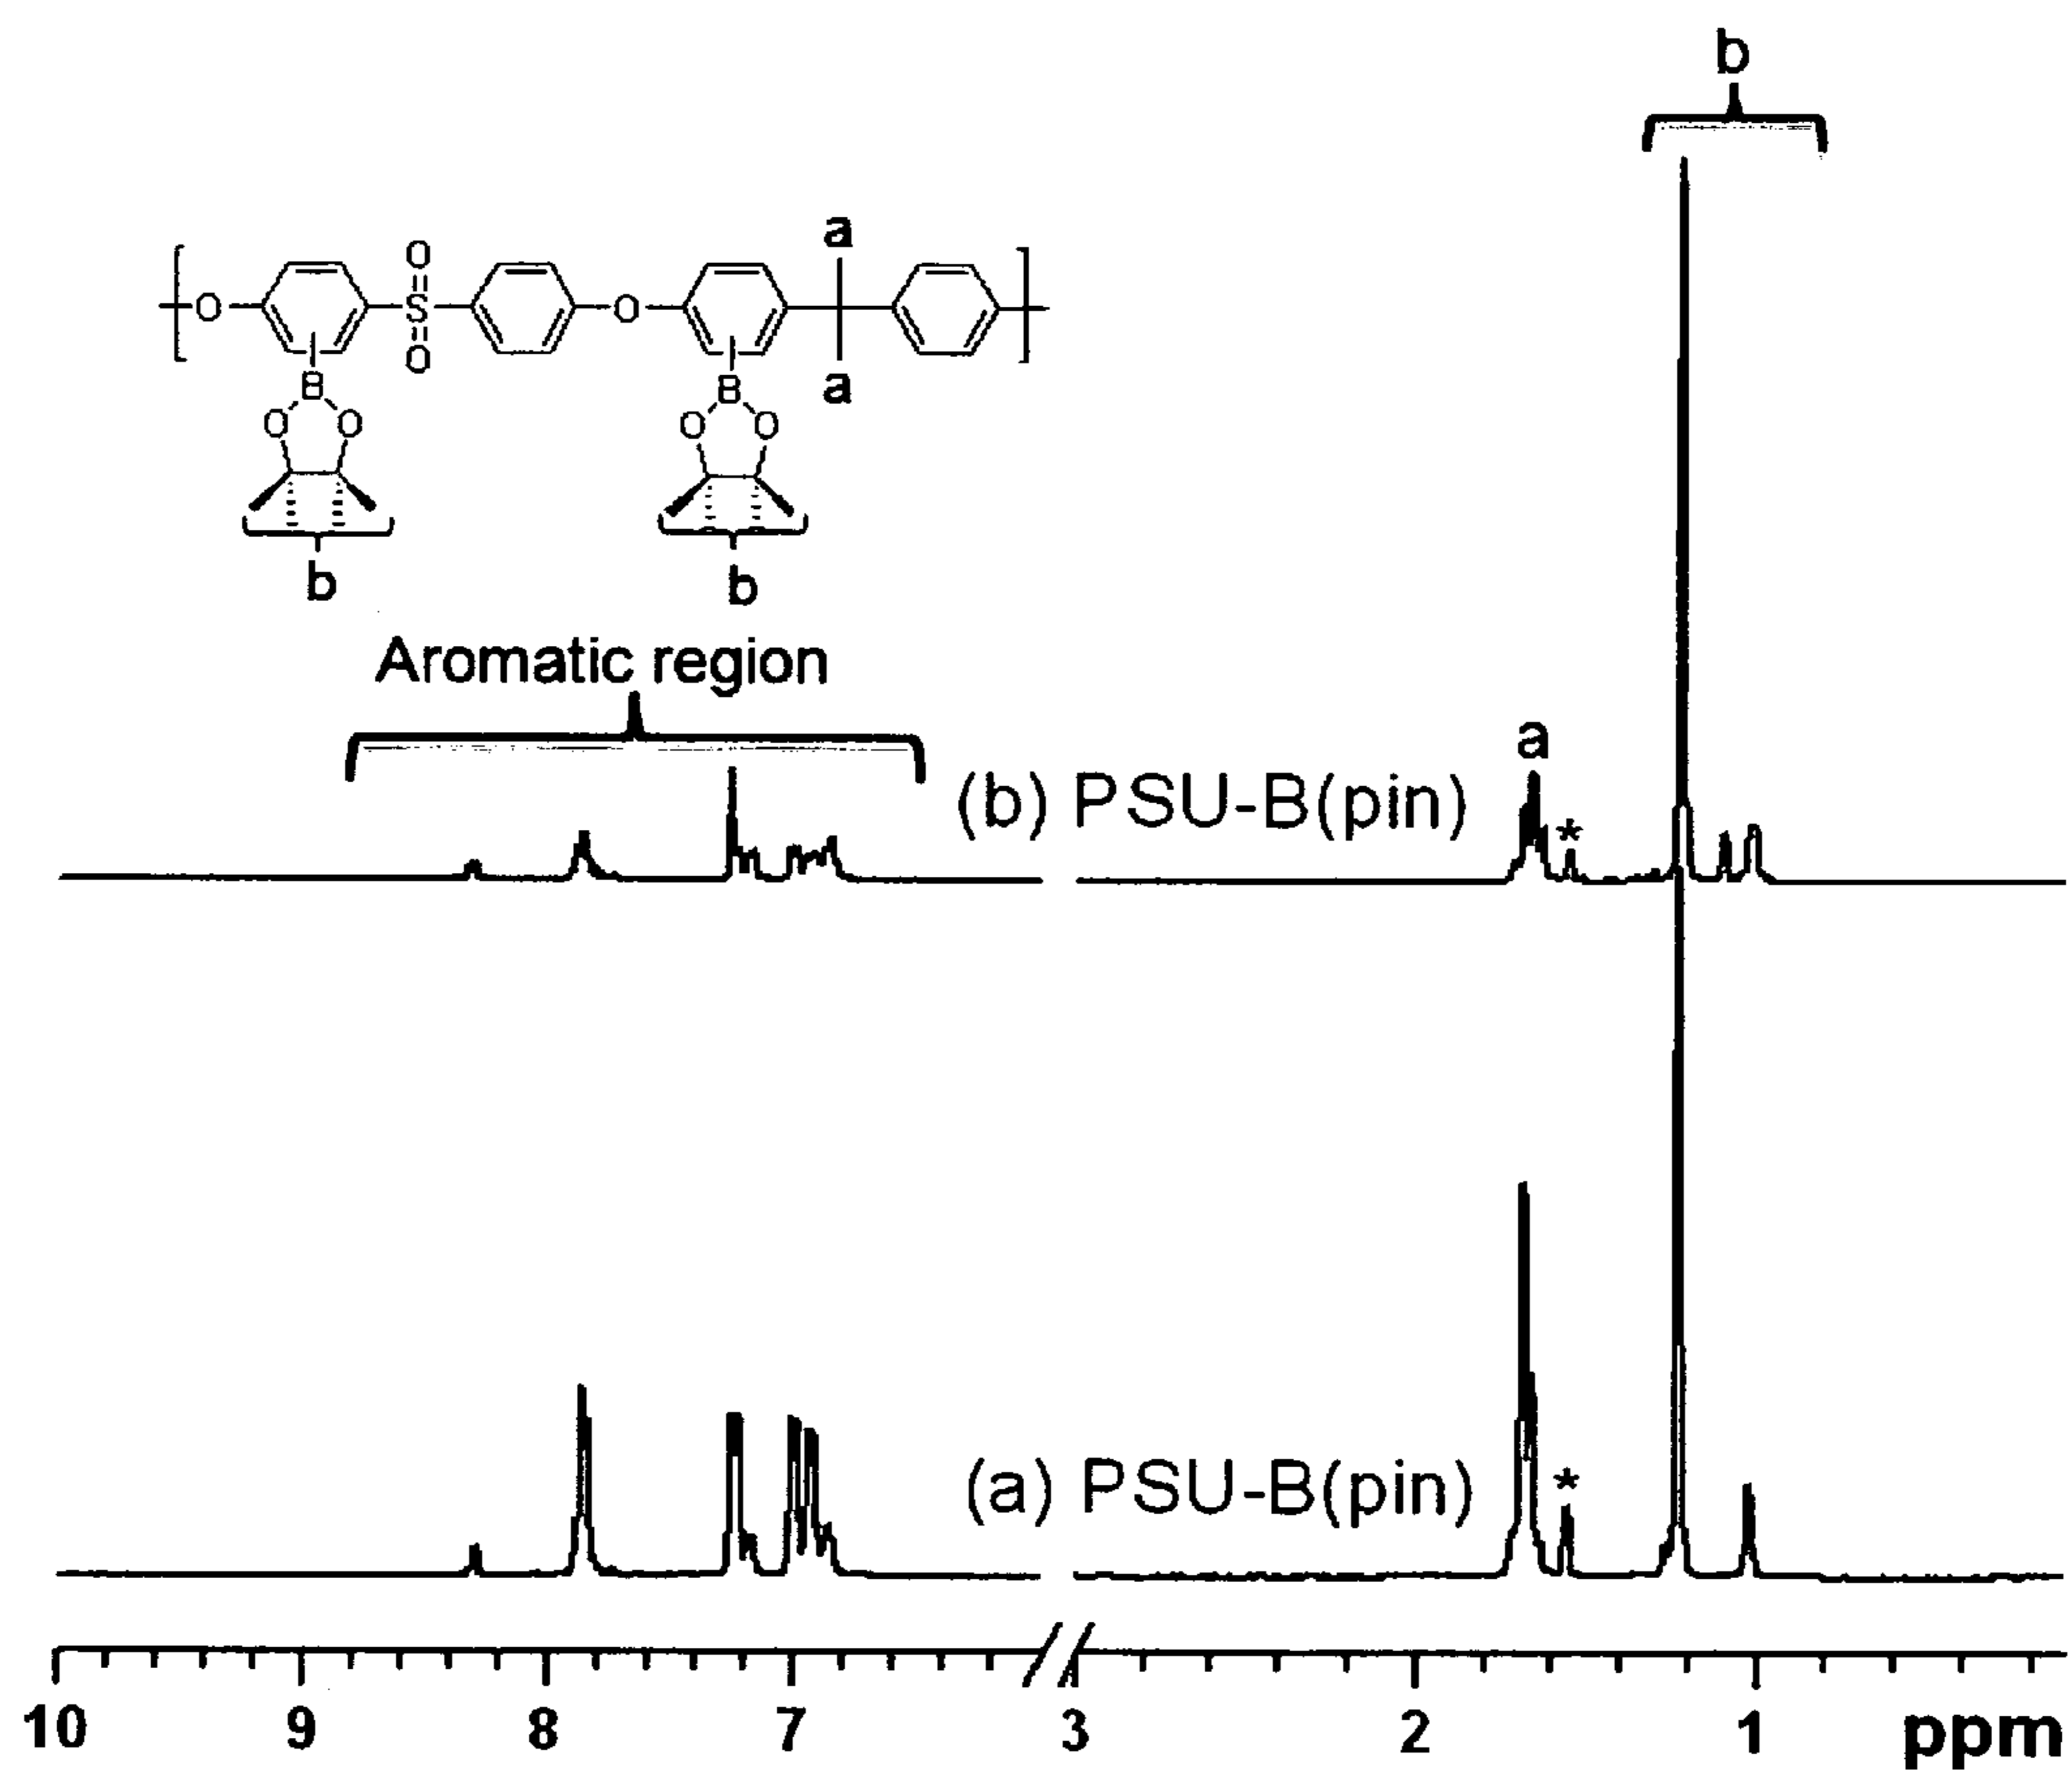 b
a
O
O S O O
O
a
B B
O O O O
b b
Aromatic region
a
(b) PSU-B(pin) *
(a) PSU-B(pin) *
10 9 8 7 3 2 1 ppm